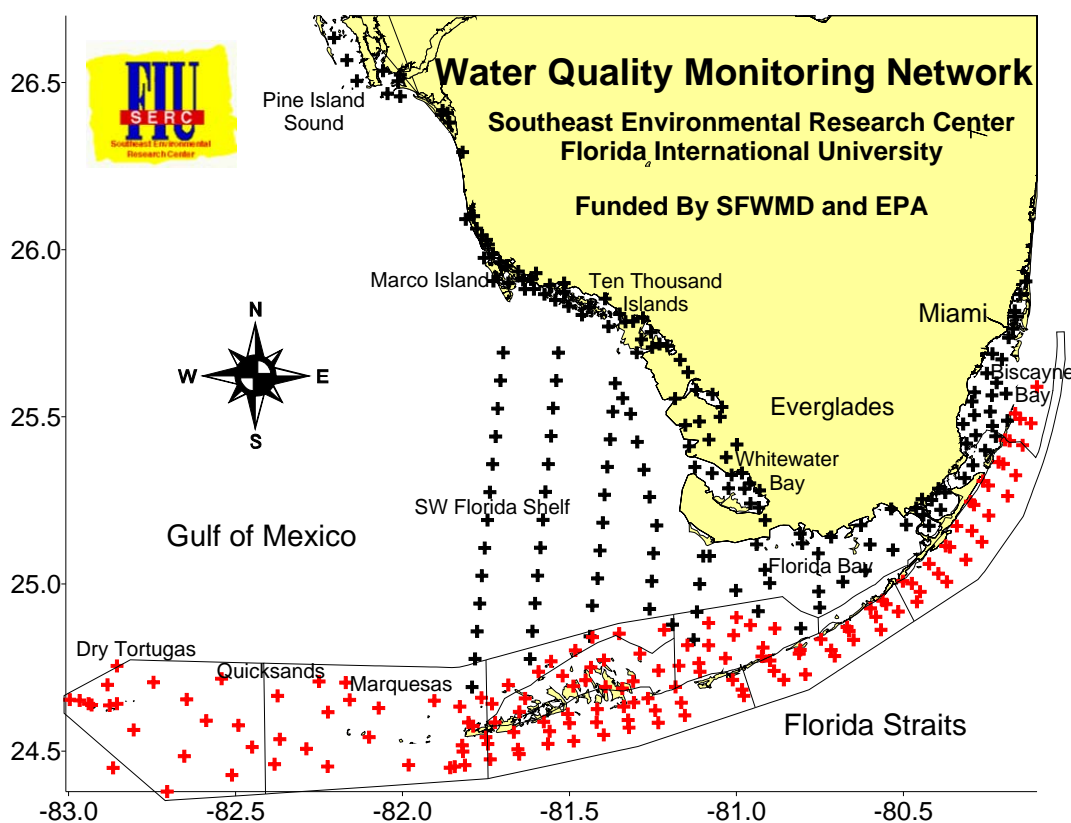 FIU
SERC
Southeast Environmental
Research Center
Water Quality Monitoring Network
Southeast Environmental Research Center
Florida International University
Funded By SFWMD and EPA
Pine Island
Sound
Marco Island
Ten Thousand
Islands
Miami
Biscayne
Bay
Everglades
Whitewater
Bay
SW Florida Shelf
Gulf of Mexico
Florida Bay
Dry Tortugas
Quicksands
Marquesas
Florida Straits
N
W
E
S
26.5
26.0
25.5
25.0
24.5
-83.0
-82.5
-82.0
-81.5
-81.0
-80.5